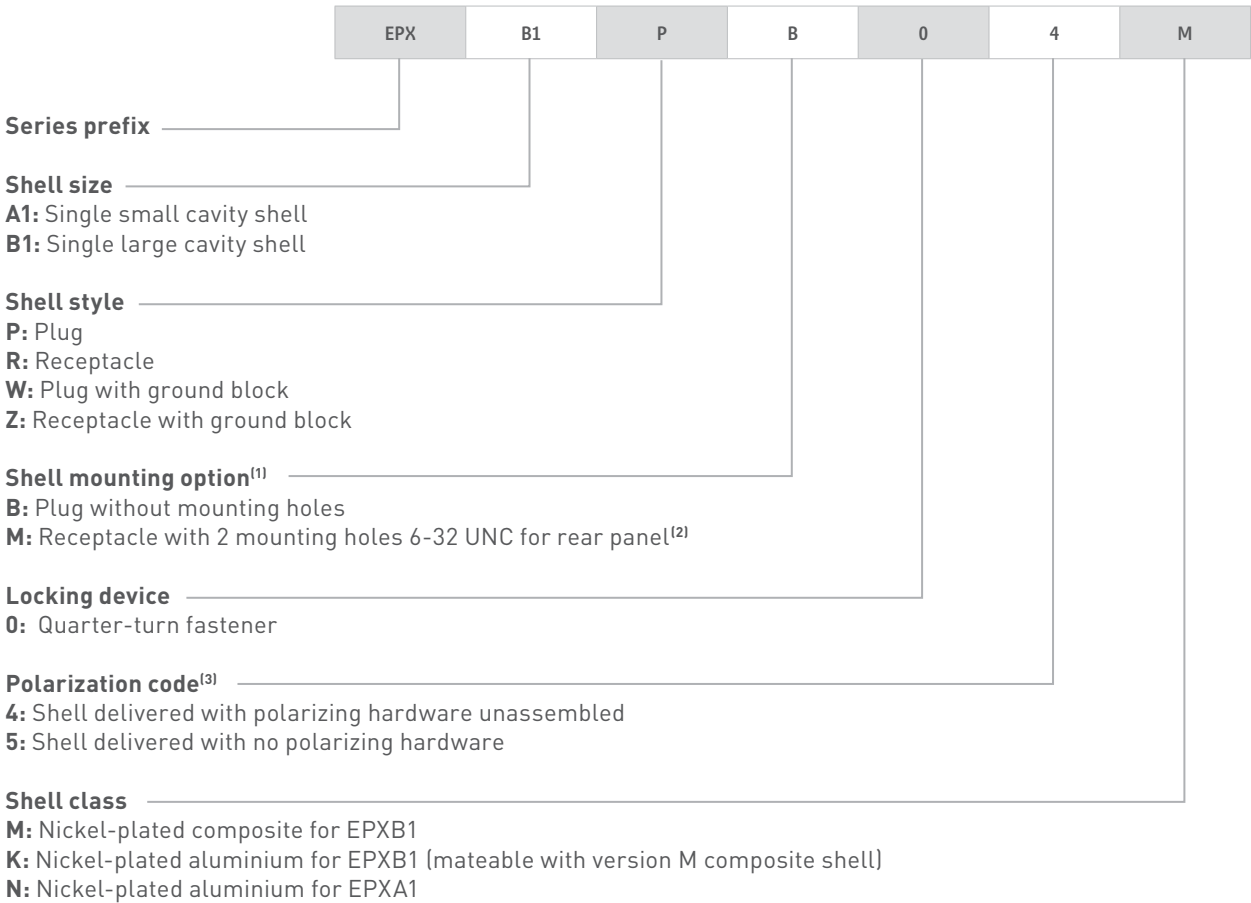 EPX B1 P B 0 4 M
Series prefix
Shell size
A1: Single small cavity shell
B1: Single large cavity shell
Shell style
P: Plug
R: Receptacle
W: Plug with ground block
Z: Receptacle with ground block
Shell mounting option(1)
B: Plug without mounting holes
M: Receptacle with 2 mounting holes 6-32 UNC for rear panel(2)
Locking device
0: Quarter-turn fastener
Polarization code(3)
4: Shell delivered with polarizing hardware unassembled
5: Shell delivered with no polarizing hardware
Shell class
M: Nickel-plated composite for EPXB1
K: Nickel-plated aluminium for EPXB1 (mateable with version M composite shell)
N: Nickel-plated aluminium for EPXA1